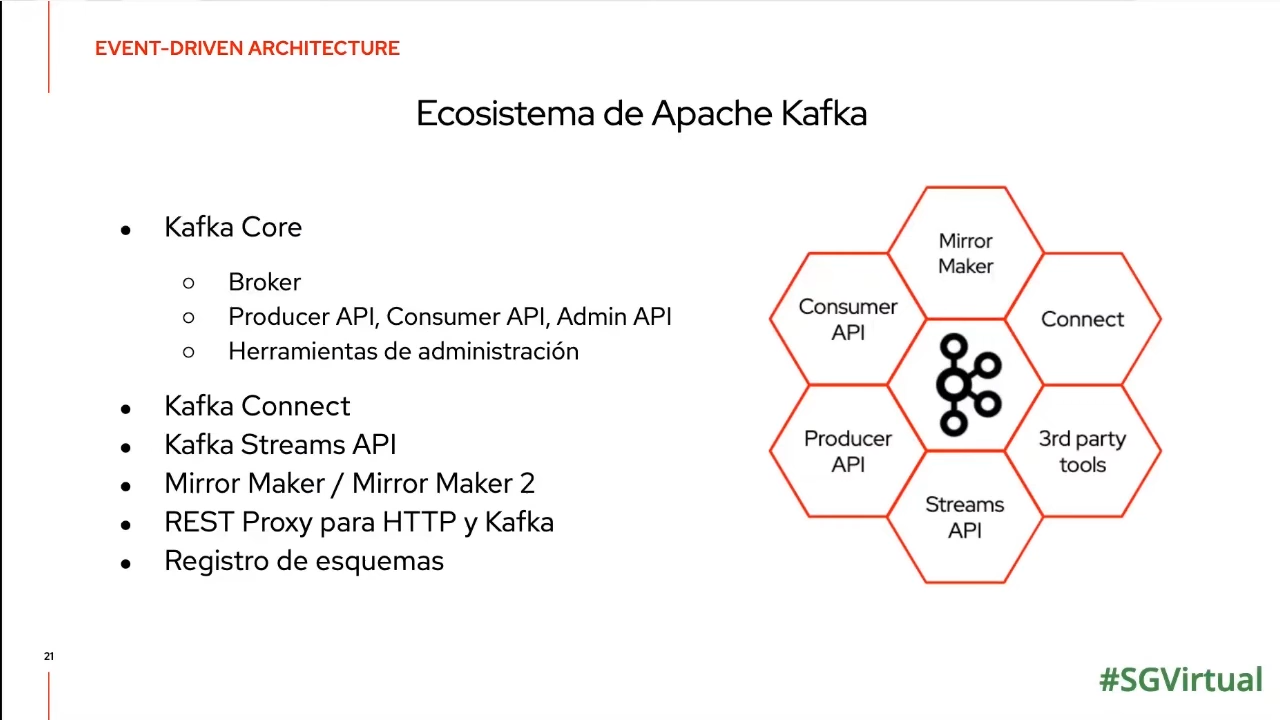 EVENT-DRIVEN ARCHITECTURE
Ecosistema de Apache Kafka
● Kafka Core
○ Broker
○ Producer API, Consumer API, Admin API
○ Herramientas de administración
● Kafka Connect
● Kafka Streams API
● Mirror Maker / Mirror Maker 2
● REST Proxy para HTTP y Kafka
● Registro de esquemas
Mirror
Maker
Consumer
API
Connect
Producer
API
3rd party
tools
Streams
API
21
#SGVirtual